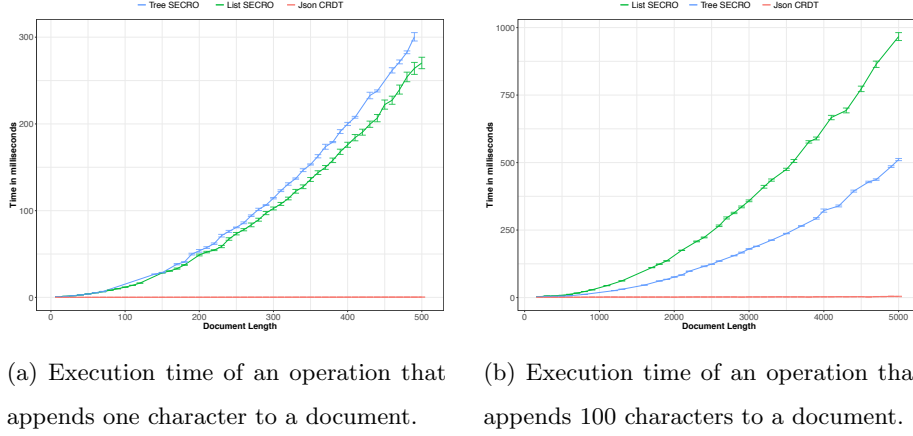 Tree SECRO List SECRO Json CRDT
300
200
100
0
Time in milliseconds
0 100 200 300 400 500
Document Length
List SECRO Tree SECRO Json CRDT
1000
750
500
250
0
Time in milliseconds
0 1000 2000 3000 4000 5000
Document Length
(a) Execution time of an operation that
appends one character to a document.
(b) Execution time of an operation tha
appends 100 characters to a document.